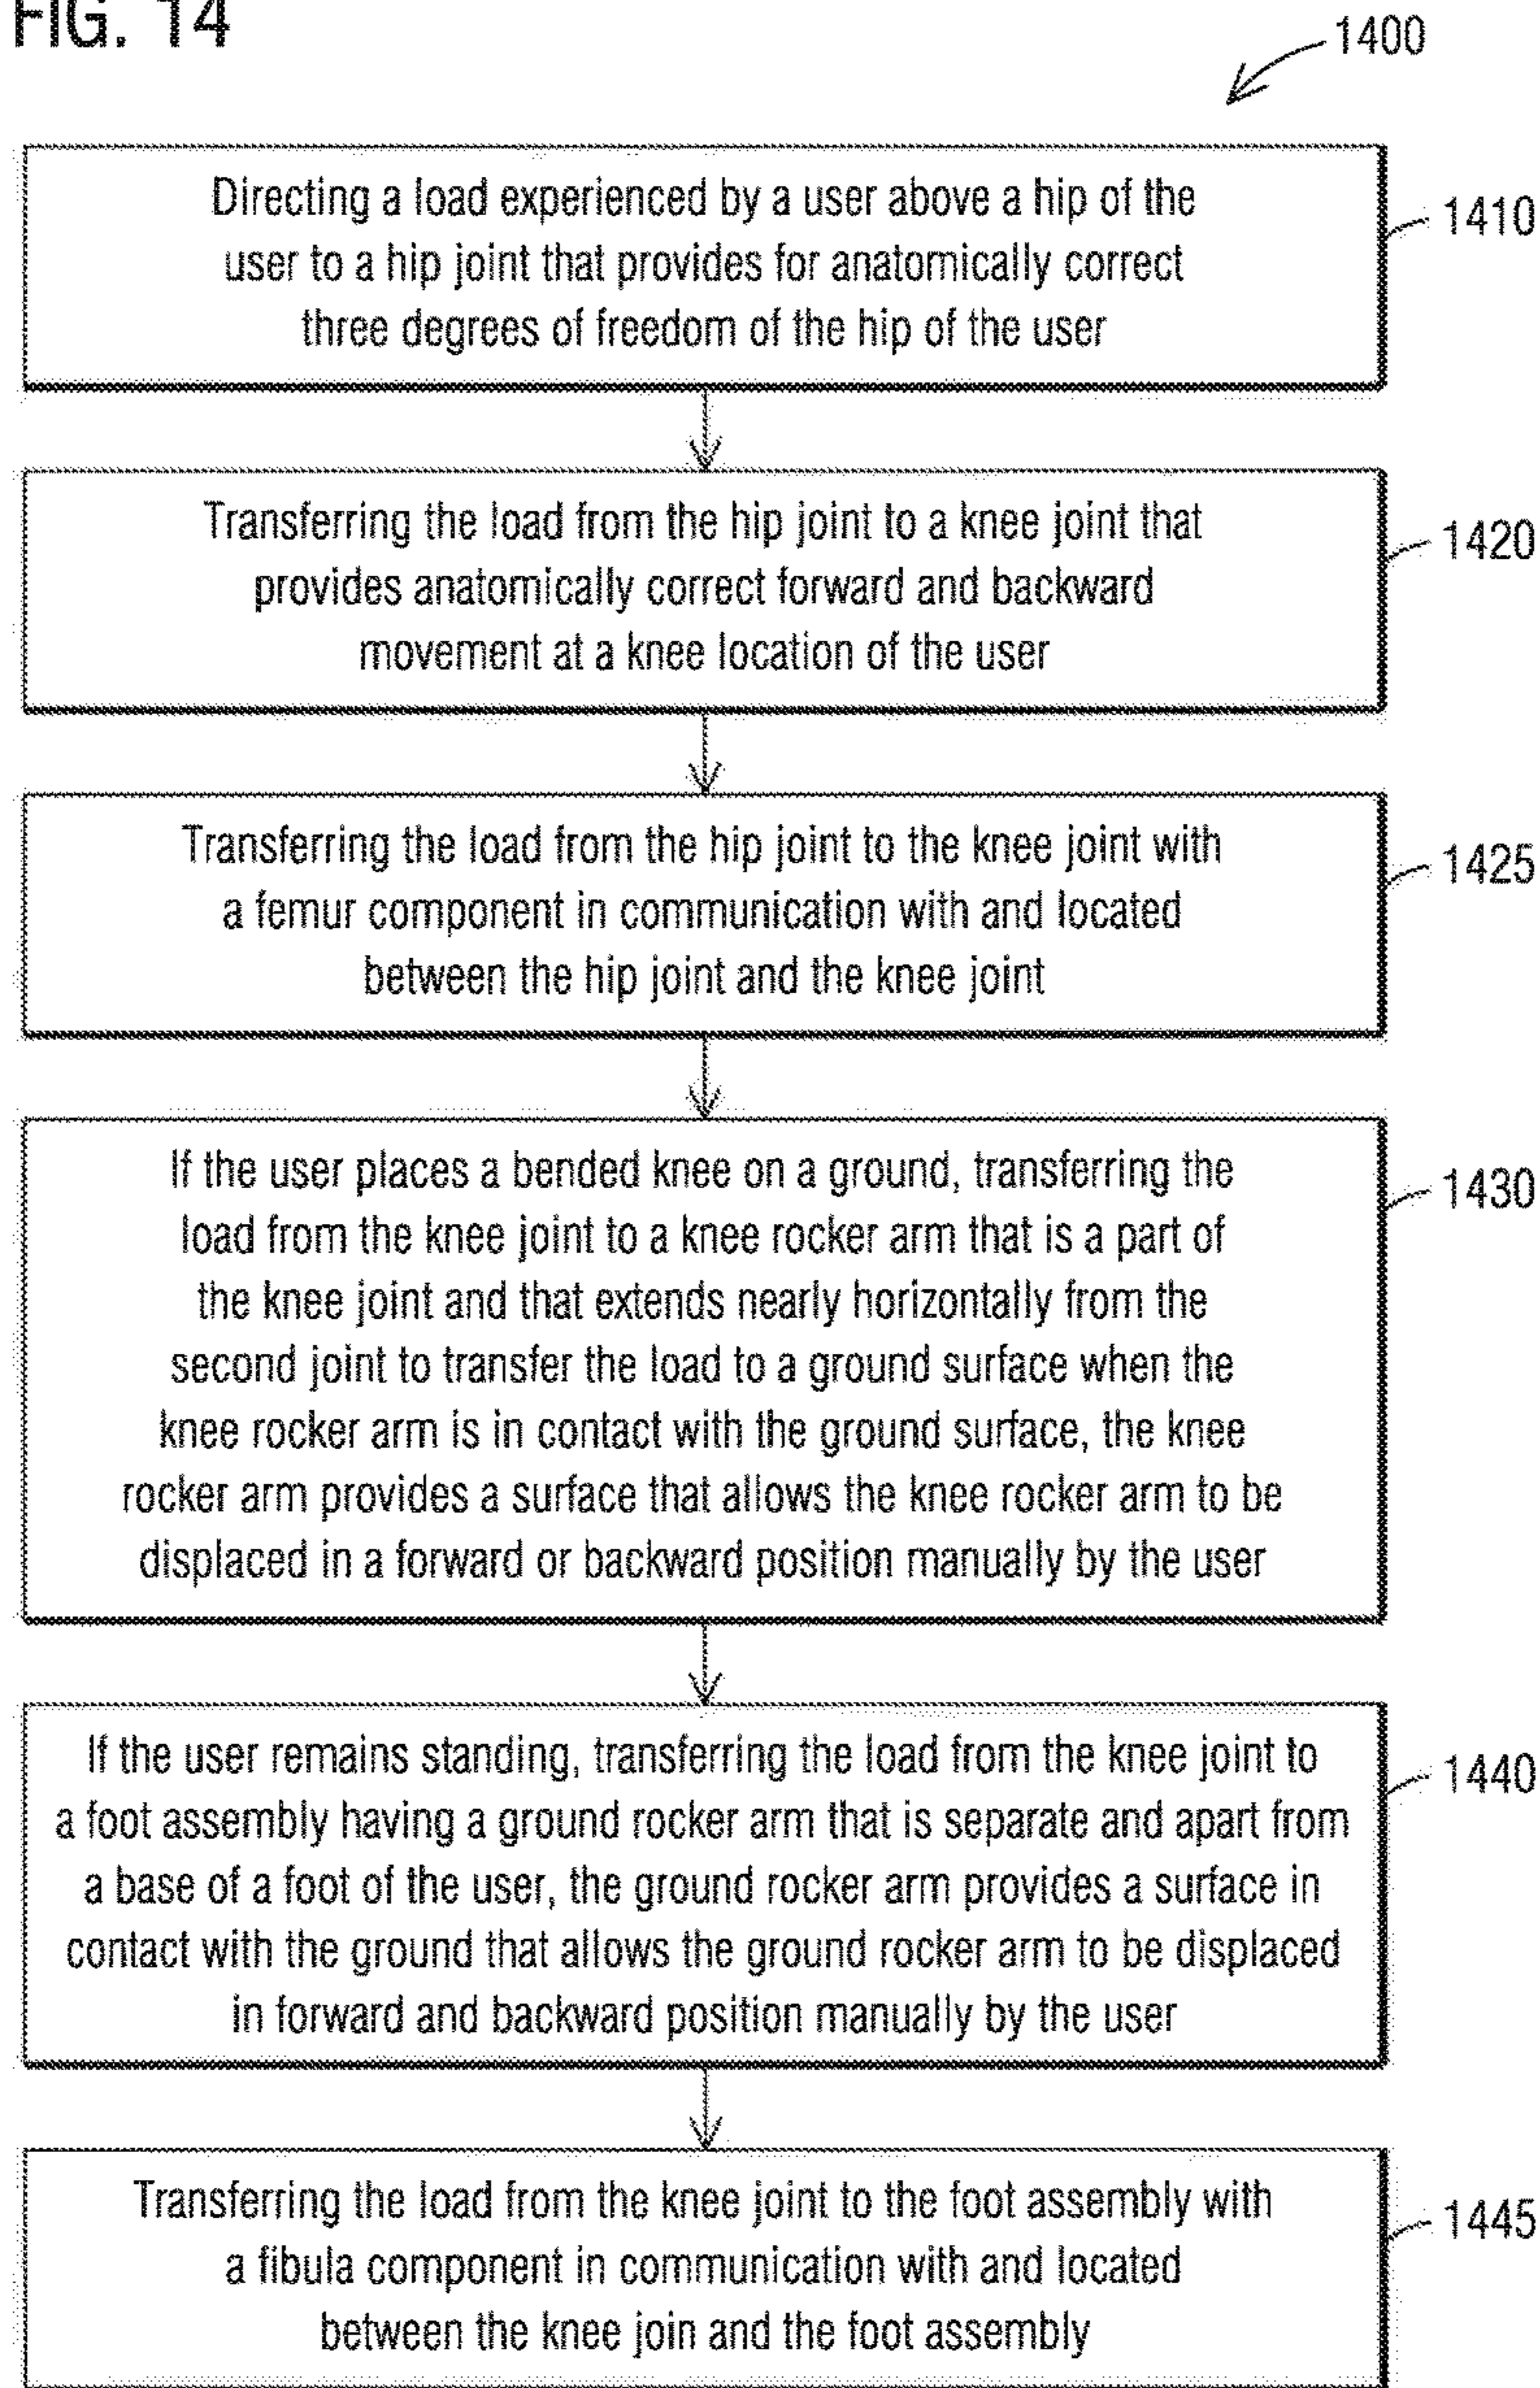 FIG. 14
1400
Directing a load experienced by a user above a hip of the
user to a hip joint that provides for anatomically correct
three degrees of freedom of the hip of the user
1410
Transferring the load from the hip joint to a knee joint that
provides anatomically correct forward and backward
movement at a knee location of the user
1420
Transferring the load from the hip joint to the knee joint with
a femur component in communication with and located
between the hip joint and the knee joint
1425
If the user places a bended knee on a ground, transferring the
load from the knee joint to a knee rocker arm that is a part of
the knee joint and that extends nearly horizontally from the
second joint to transfer the load to a ground surface when the
knee rocker arm is in contact with the ground surface, the knee
rocker arm provides a surface that allows the knee rocker arm to be
displaced in a forward or backward position manually by the user
1430
If the user remains standing, transferring the load from the knee joint to
a foot assembly having a ground rocker arm that is separate and apart from
a base of a foot of the user, the ground rocker arm provides a surface in
contact with the ground that allows the ground rocker arm to be displaced
in forward and backward position manually by the user
1440
Transferring the load from the knee joint to the foot assembly with
a fibula component in communication with and located
between the knee join and the foot assembly
1445